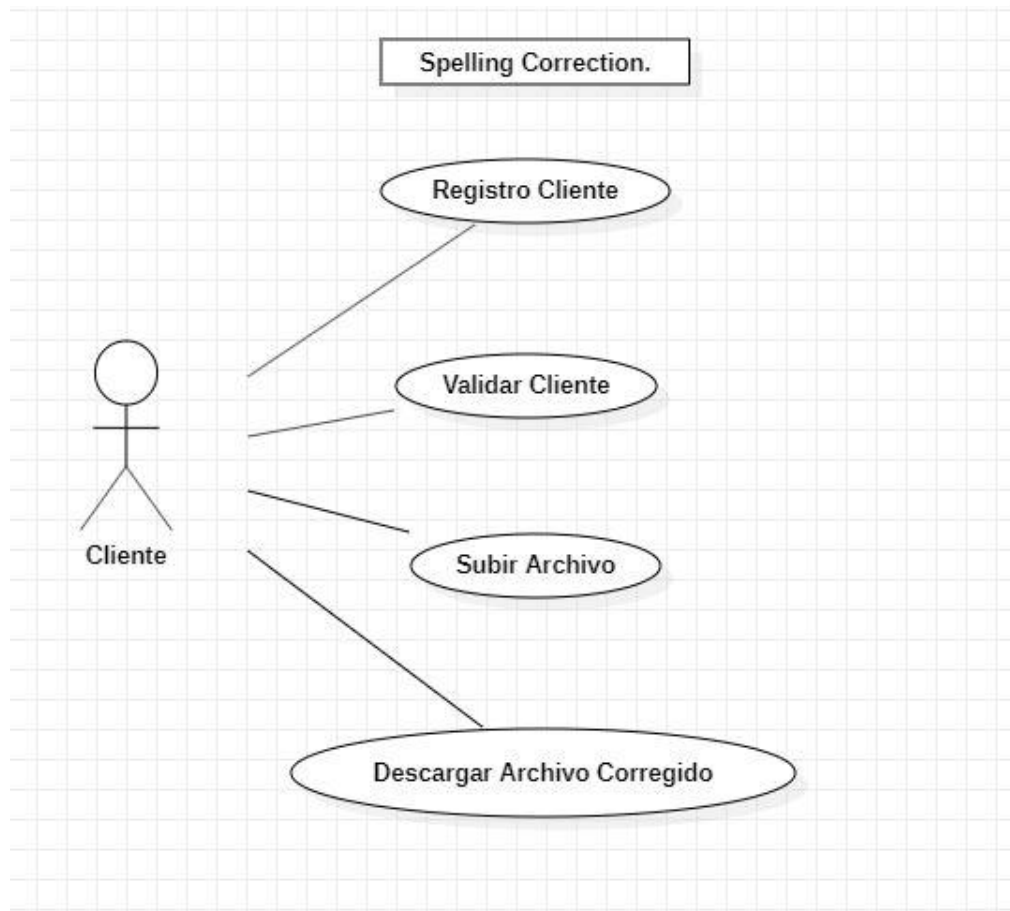 Spelling Correction.
Registro Cliente
Validar Cliente
Subir Archivo
Cliente
Descargar Archivo Corregido